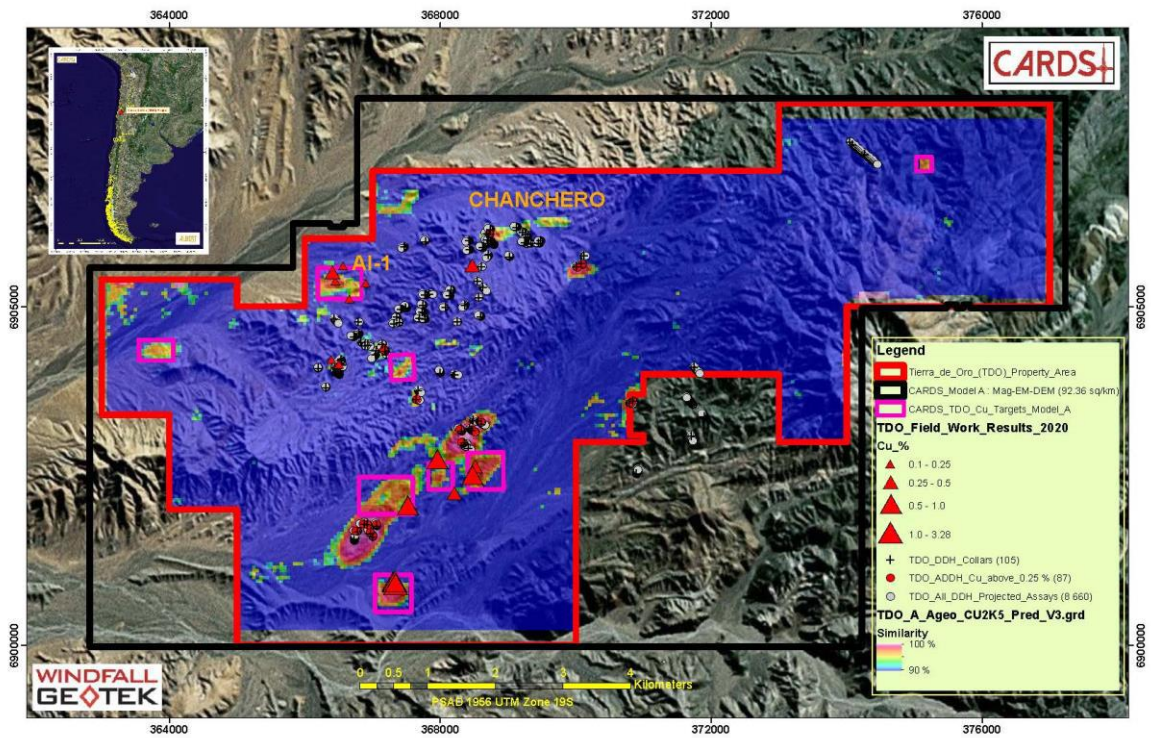 364000 368000 372000 376000
CARDS
CHANCHERO
AI-1
6905000 6905000
Legend
Tierra_de_Oro_(TDO)_Property_Area
CARDS_Model A : Mag-EM-DEM (92.36 sq/km)
CARDS_TDO_Cu_Targets_Model_A
TDO_Field_Work_Results_2020
Cu_%
0.1 - 0.25
0.25 - 0.5
0.5 - 1.0
1.0 - 3.28
TDO_DDH_Collars (105)
TDO_ADDH_Cu_above_0.25 % (87)
TDO_All_DDH_Projected_Assays (8 660)
TDO_A_Ageo_CU2K5_Pred_V3.grd
Similarity
100 %
90 %
6900000 6900000
WINDFALL
GEOTEK
0 0.5 1 2 3 4
Kilometers
PSAD 1956 UTM Zone 19S
364000 368000 372000 376000